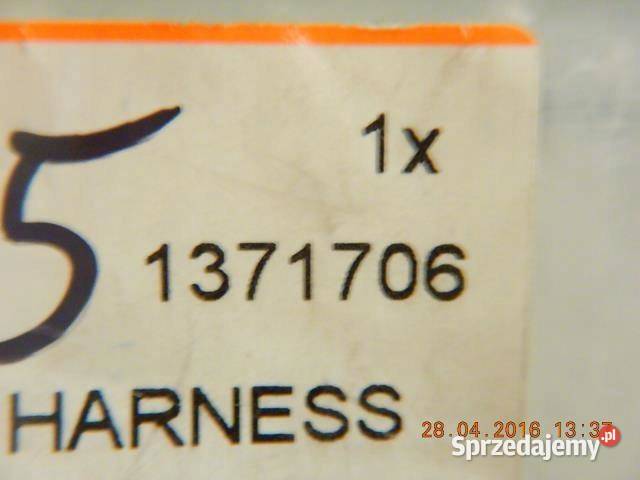 1x
5
1371706
HARNESS
28.04.2016 13:37
Sprzedajemy.pl